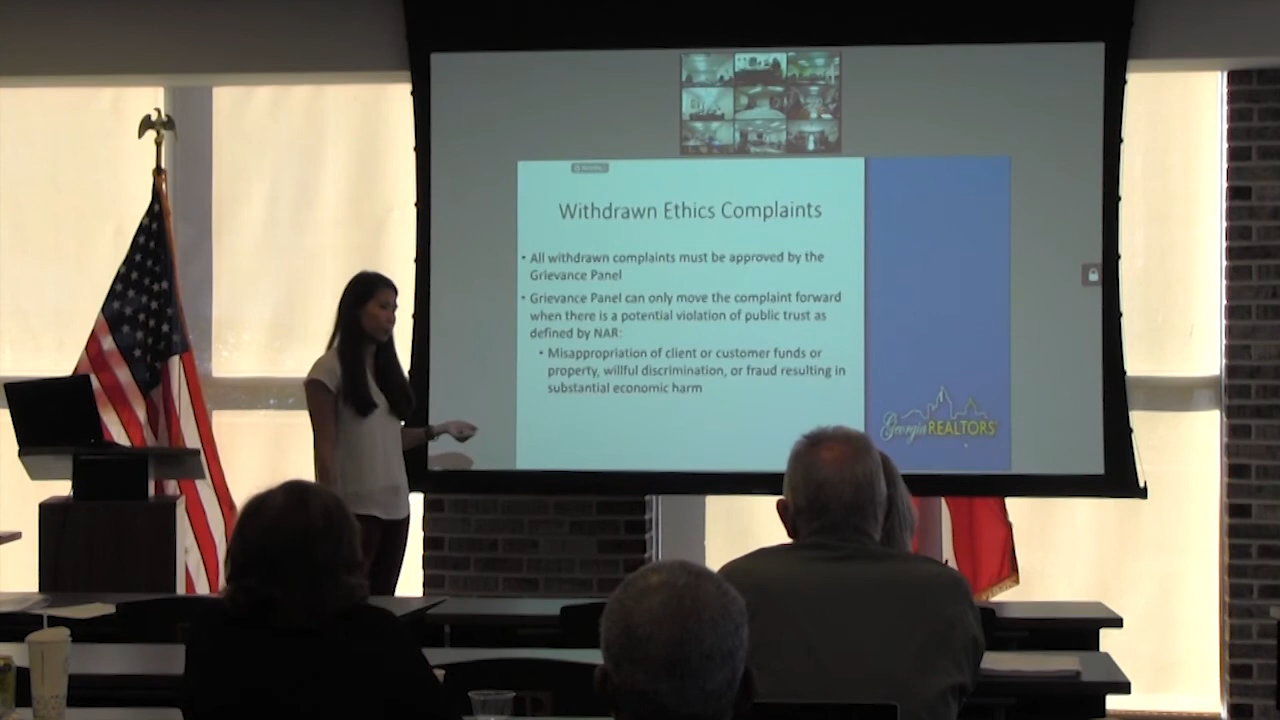 Withdrawn Ethics Complaints
• All withdrawn complaints must be approved by the
Grievance Panel
• Grievance Panel can only move the complaint forward
when there is a potential violation of public trust as
defined by NAR:
• Misappropriation of client or customer funds or
property, willful discrimination, or fraud resulting in
substantial economic harm
Georgia REALTORS